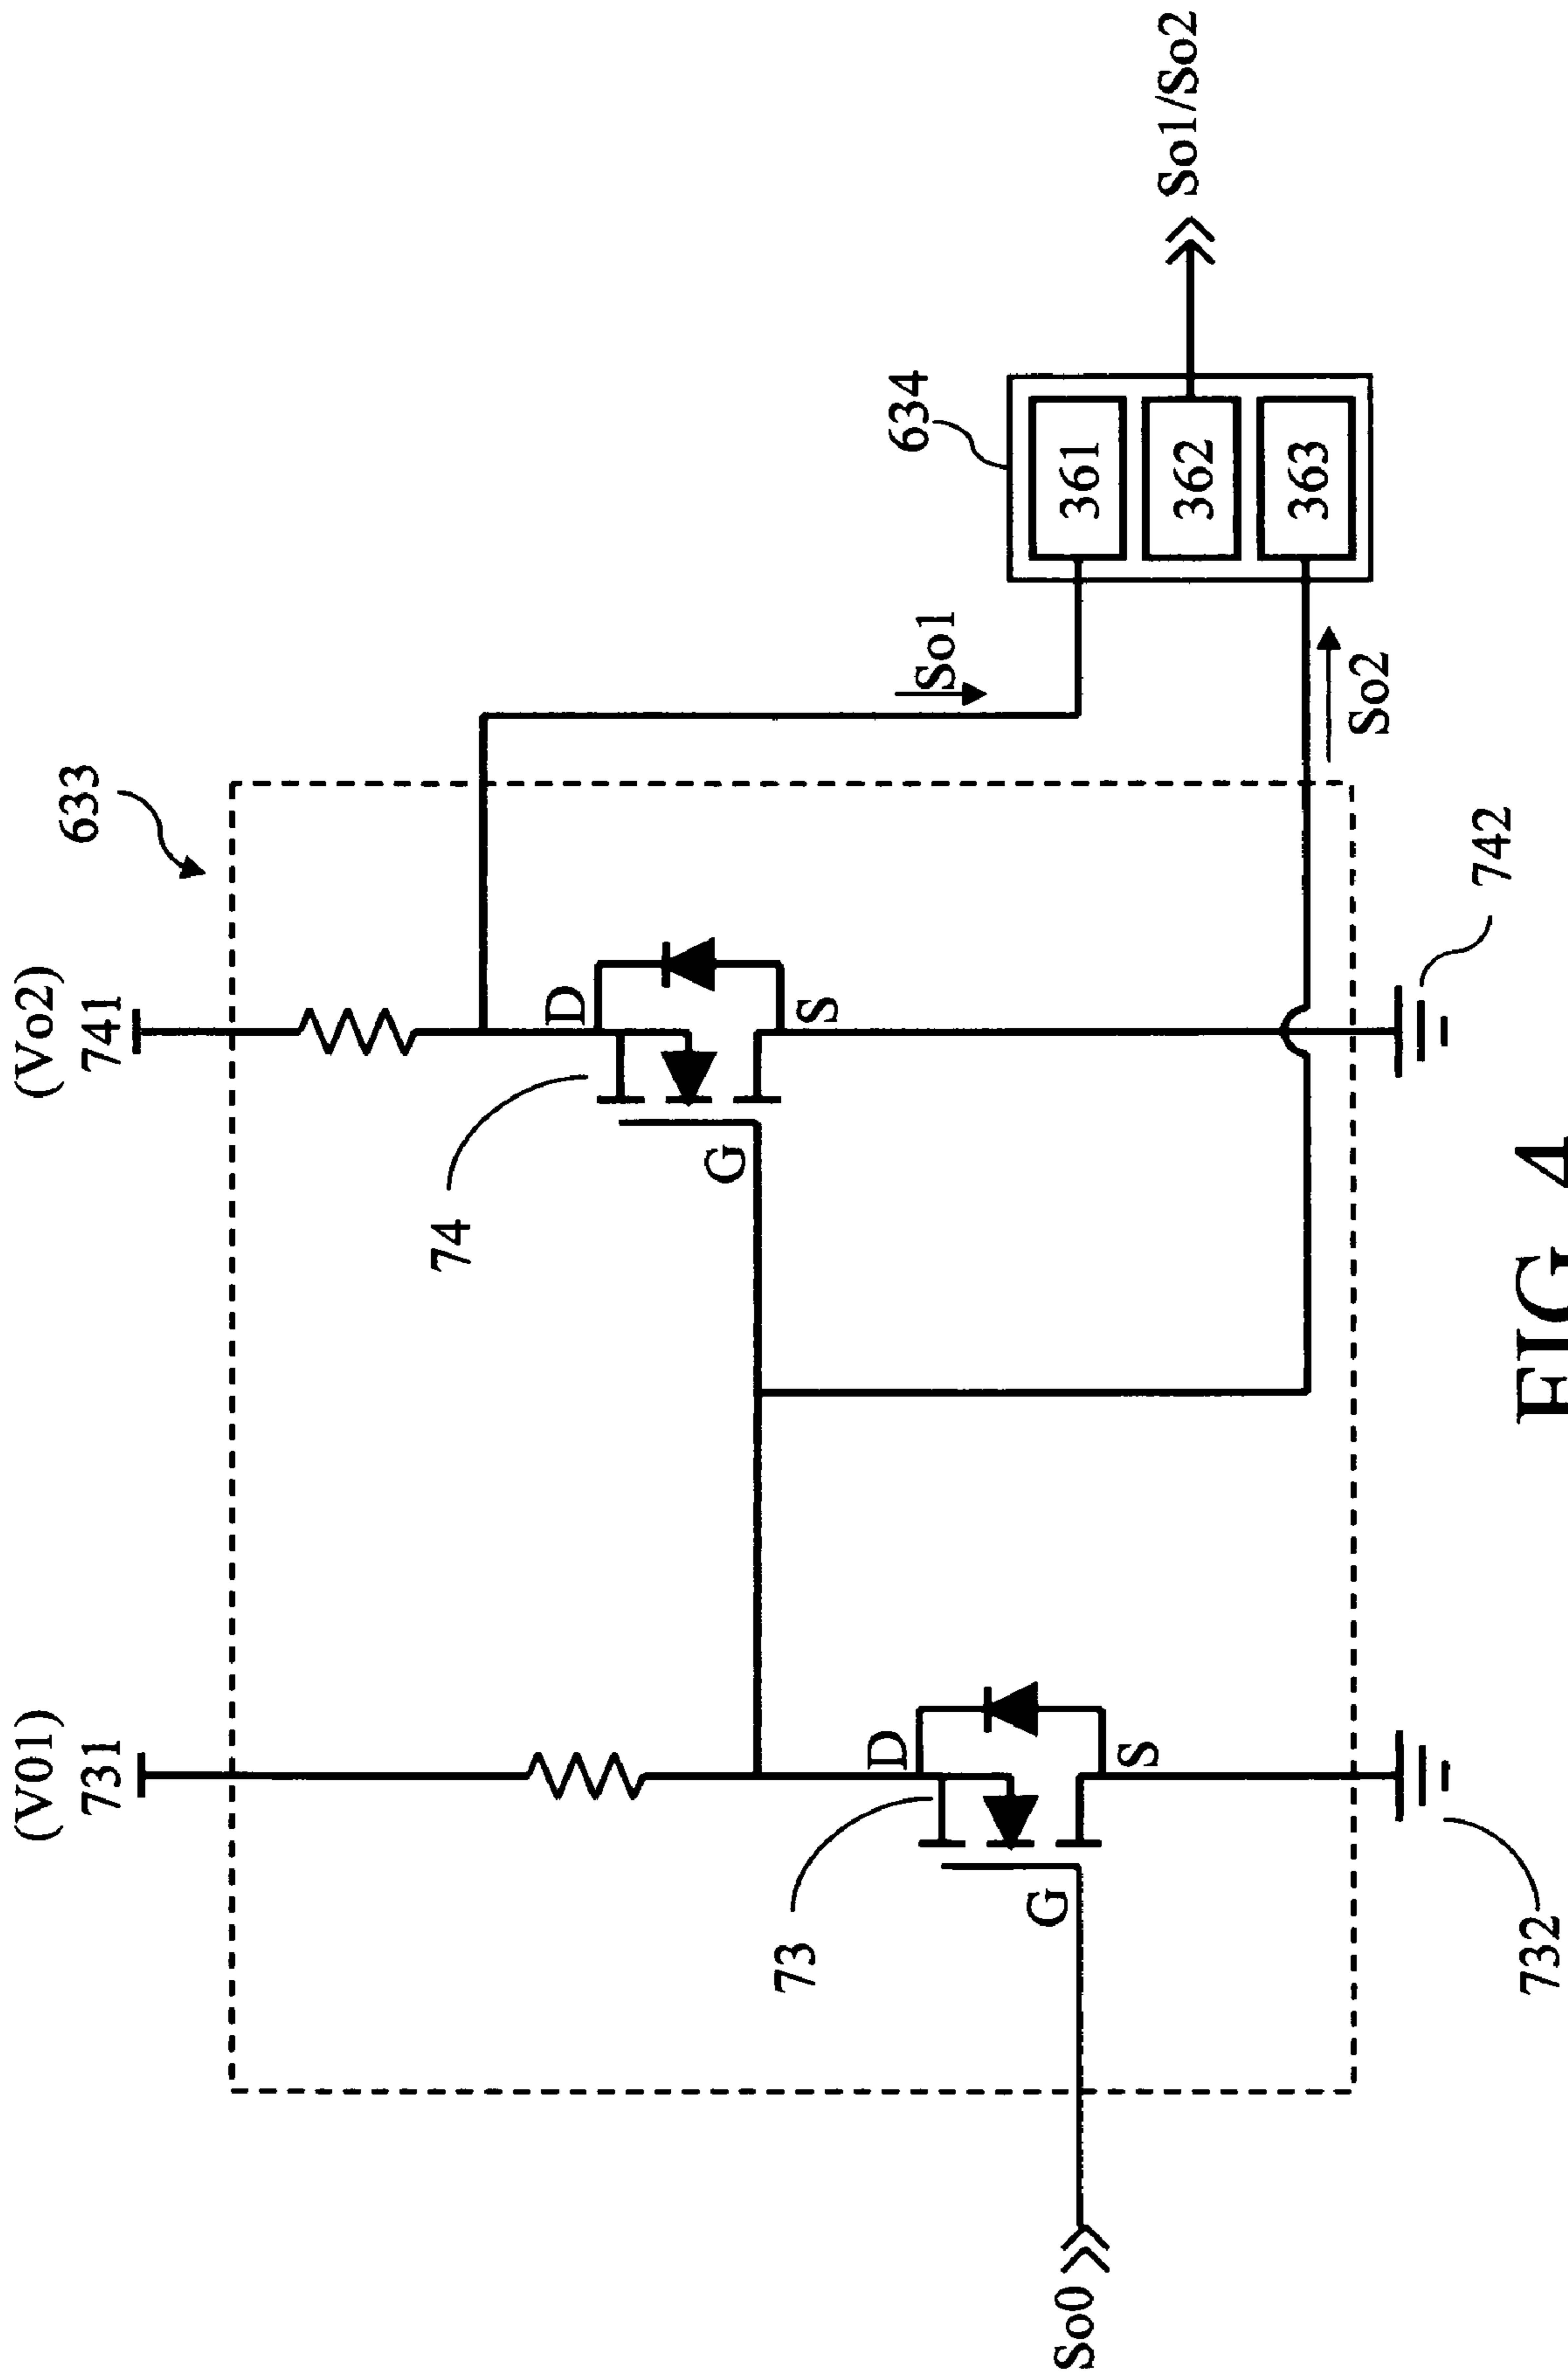 (V01)
731
(Vo2)
741
633
D
S
G
74
So1
634
361
362
363
So1/So2
So2
D
S
G
73
So0
732
742
FIG. 4